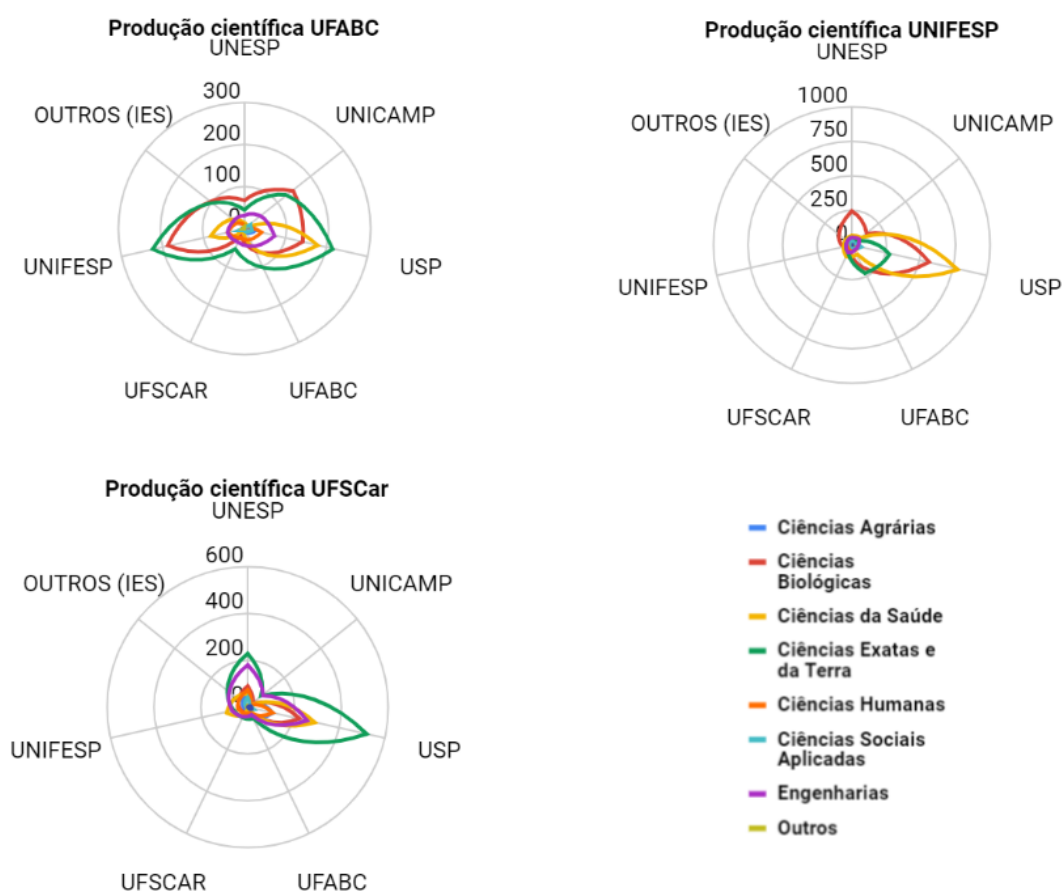 Produção científica UFABC
UNESP
300
OUTROS (IES)
UNICAMP
200
100
0
UNIFESP
USP
UFSCAR
UFABC
Produção científica UNIFESP
UNESP
1000
OUTROS (IES)
UNICAMP
750
500
250
0
UNIFESP
USP
UFSCAR
UFABC
Produção científica UFSCar
UNESP
600
OUTROS (IES)
UNICAMP
400
200
0
UNIFESP
USP
UFSCAR
UFABC
Ciências Agrárias
Ciências
Biológicas
Ciências da Saúde
Ciências Exatas e
da Terra
Ciências Humanas
Ciências Sociais
Aplicadas
Engenharias
Outros